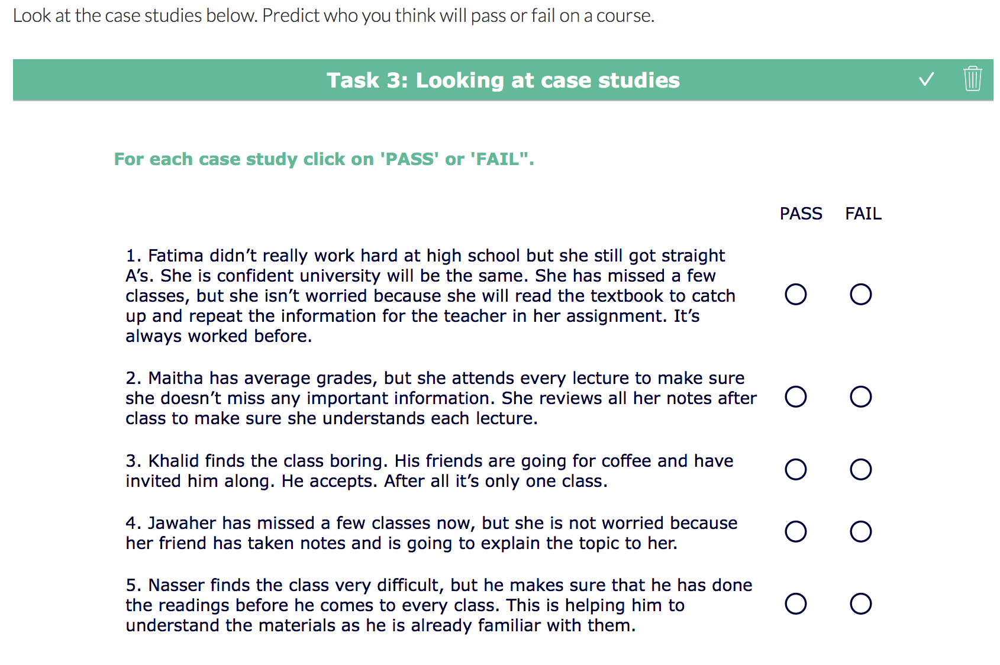 Look at the case studies below. Predict who you think will pass or fail on a course.
Task 3: Looking at case studies
For each case study click on 'PASS' or 'FAIL".
PASS FAIL
1. Fatima didn’t really work hard at high school but she still got straight
A’s. She is confident university will be the same. She has missed a few
classes, but she isn’t worried because she will read the textbook to catch
up and repeat the information for the teacher in her assignment. It’s
always worked before.
2. Maitha has average grades, but she attends every lecture to make sure
she doesn’t miss any important information. She reviews all her notes after
class to make sure she understands each lecture.
3. Khalid finds the class boring. His friends are going for coffee and have
invited him along. He accepts. After all it’s only one class.
4. Jawaher has missed a few classes now, but she is not worried because
her friend has taken notes and is going to explain the topic to her.
5. Nasser finds the class very difficult, but he makes sure that he has done
the readings before he comes to every class. This is helping him to
understand the materials as he is already familiar with them.